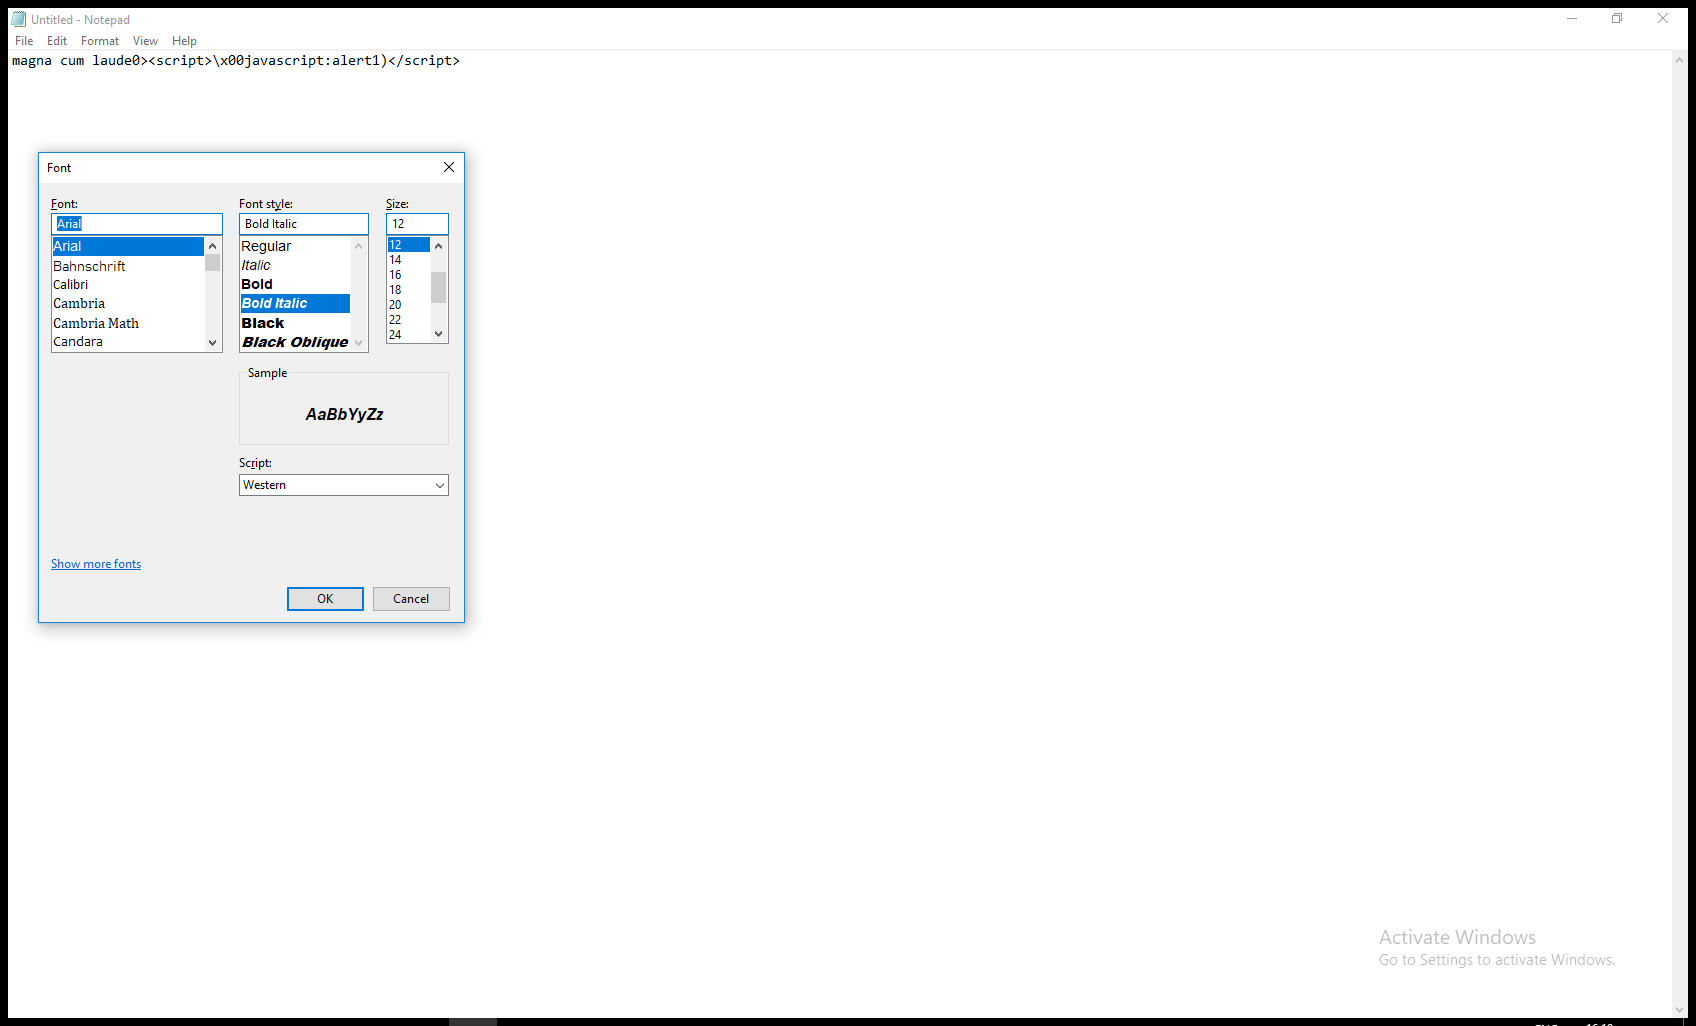 Untitled - Notepad
File Edit Format View Help
magna cum laude0><script>\x00javascript:alert1)</script>
Font
Font:
Arial
Arial
Bahnschrift
Calibri
Cambria
Cambria Math
Candara
Font style:
Bold Italic
Regular
Italic
Bold
Bold Italic
Black
Black Oblique
Size:
12
12
14
16
18
20
22
24
Sample
AaBbYyZz
Script:
Western
Show more fonts
OK
Cancel
Activate Windows
Go to Settings to activate Windows.